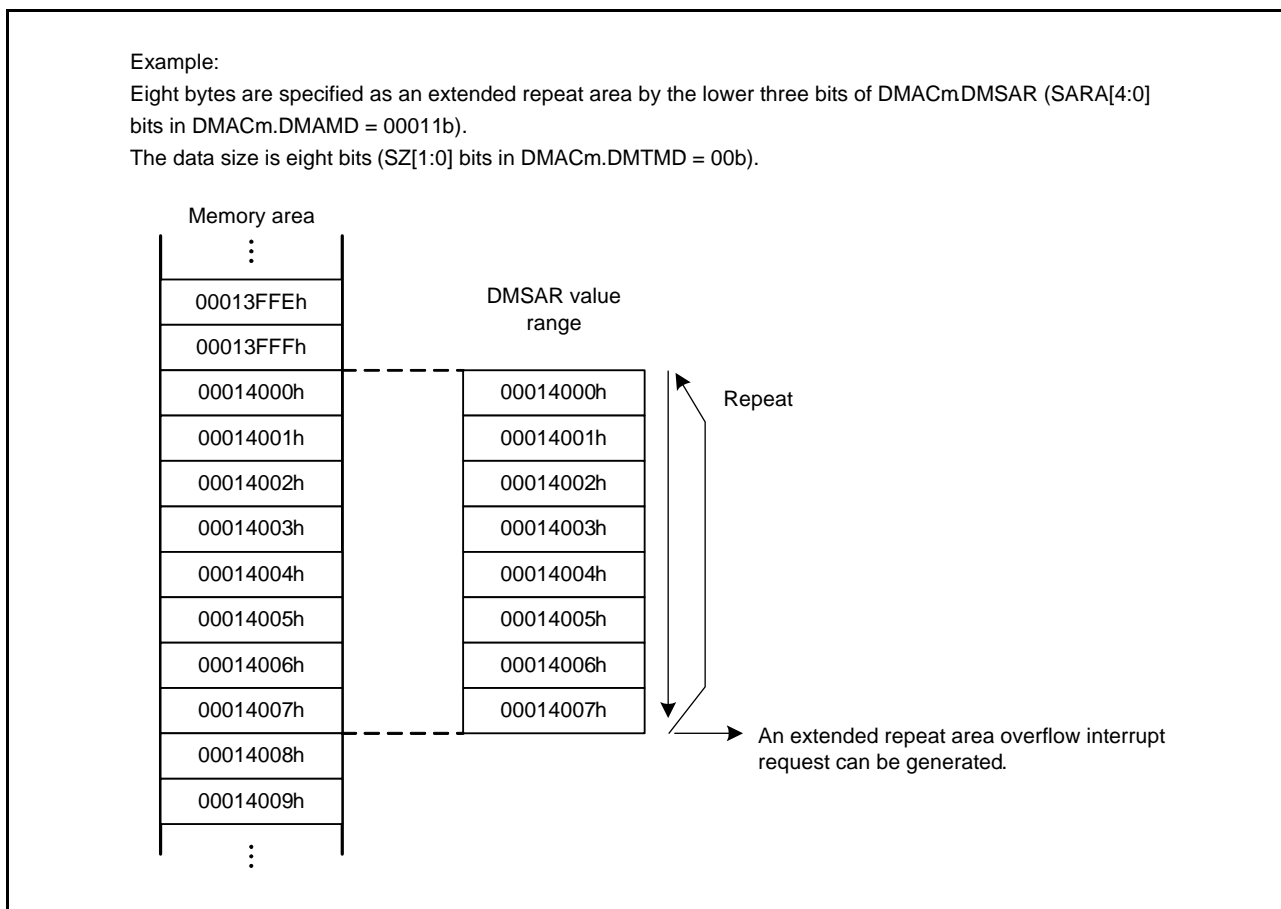 Example:
Eight bytes are specified as an extended repeat area by the lower three bits of DMACm.DMSAR (SARA[4:0]
bits in DMACm.DMAMD = 00011b).
The data size is eight bits (SZ[1:0] bits in DMACm.DMTMD = 00b).
Memory area
⋮
00013FFEh
00013FFFh
00014000h
00014001h
00014002h
00014003h
00014004h
00014005h
00014006h
00014007h
00014008h
00014009h
⋮
DMSAR value
range
00014000h
00014001h
00014002h
00014003h
00014004h
00014005h
00014006h
00014007h
Repeat
An extended repeat area overflow interrupt
request can be generated.